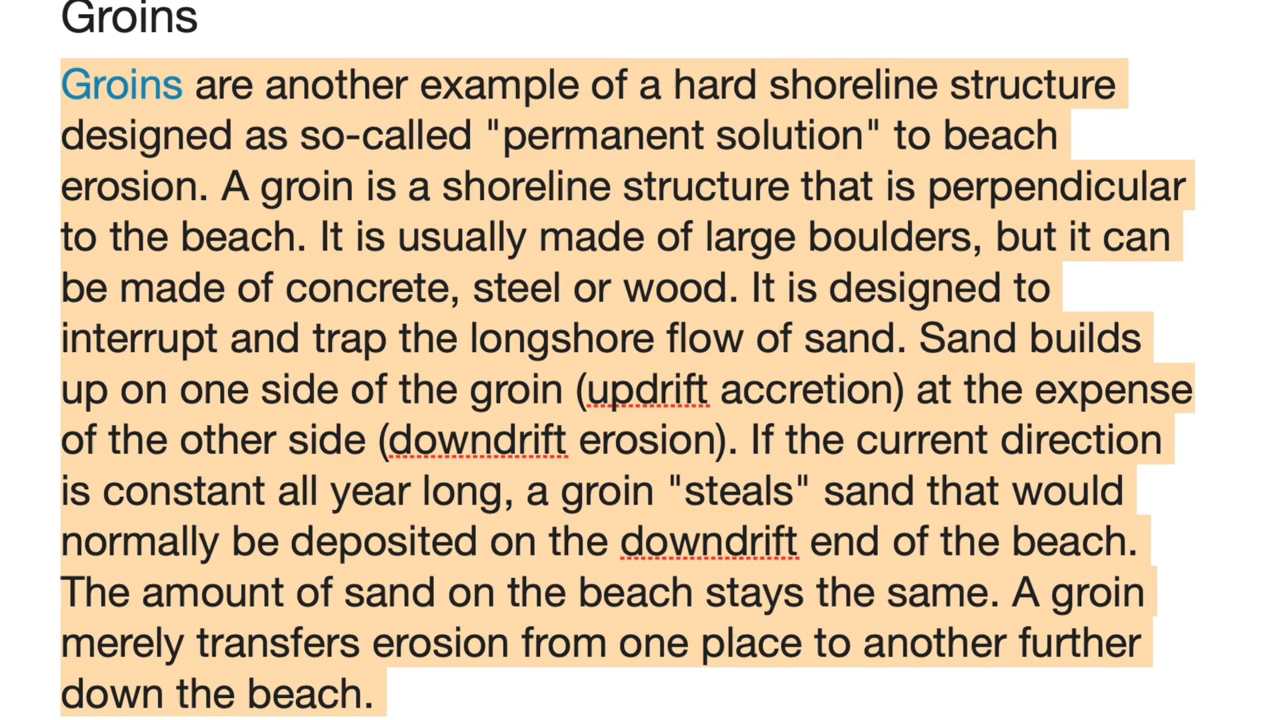 Groins
Groins are another example of a hard shoreline structure
designed as so-called "permanent solution" to beach
erosion. A groin is a shoreline structure that is perpendicular
to the beach. It is usually made of large boulders, but it can
be made of concrete, steel or wood. It is designed to
interrupt and trap the longshore flow of sand. Sand builds
up on one side of the groin (updrift accretion) at the expense
of the other side (downdrift erosion). If the current direction
is constant all year long, a groin "steals" sand that would
normally be deposited on the downdrift end of the beach.
The amount of sand on the beach stays the same. A groin
merely transfers erosion from one place to another further
down the beach.